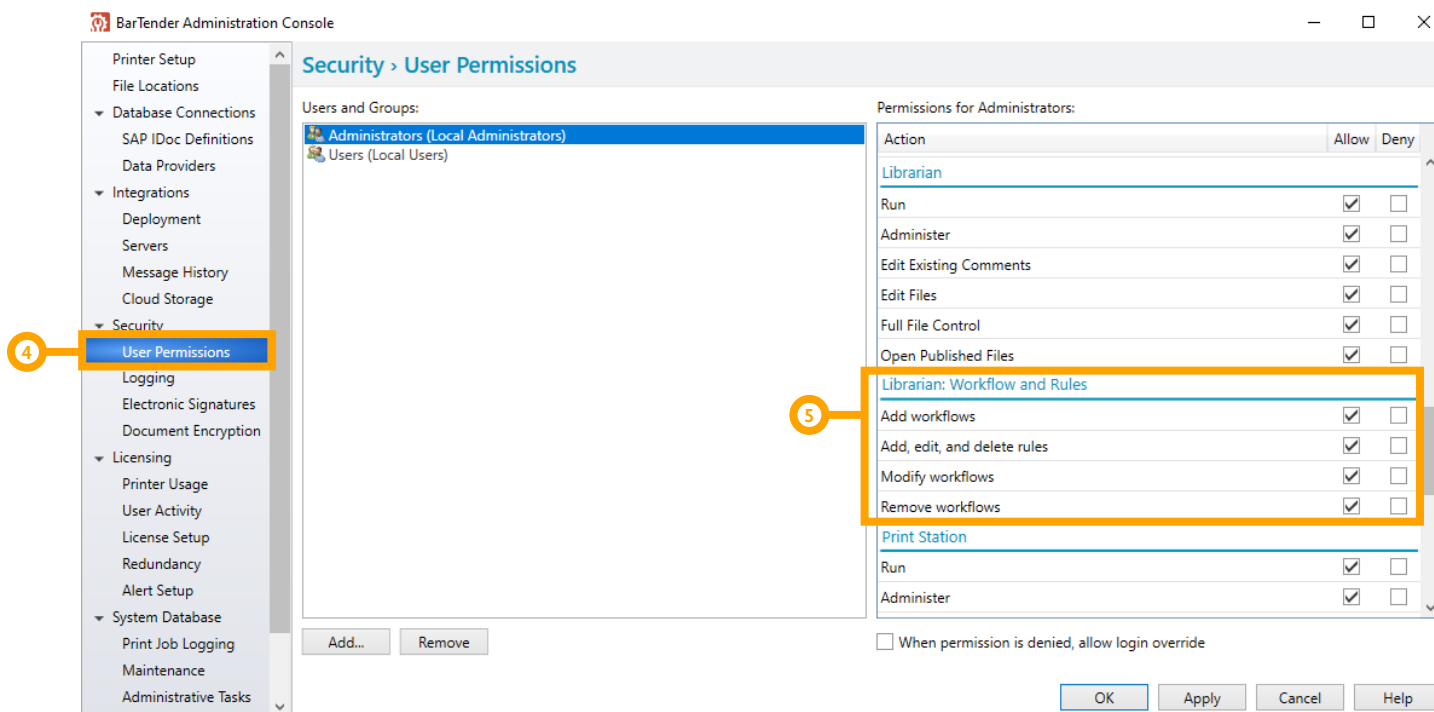 BarTender Administration Console
Printer Setup
File Locations
Database Connections
SAP IDoc Definitions
Data Providers
Integrations
Deployment
Servers
Message History
Cloud Storage
Security
4
User Permissions
Logging
Electronic Signatures
Document Encryption
Licensing
Printer Usage
User Activity
License Setup
Redundancy
Alert Setup
System Database
Print Job Logging
Maintenance
Administrative Tasks
Security › User Permissions
Users and Groups:
Administrators (Local Administrators)
Users (Local Users)
Add... Remove
Permissions for Administrators:
Action Allow Deny
Librarian
Run
Administer
Edit Existing Comments
Edit Files
Full File Control
Open Published Files
5
Librarian: Workflow and Rules
Add workflows
Add, edit, and delete rules
Modify workflows
Remove workflows
Print Station
Run
Administer
When permission is denied, allow login override
OK Apply Cancel Help